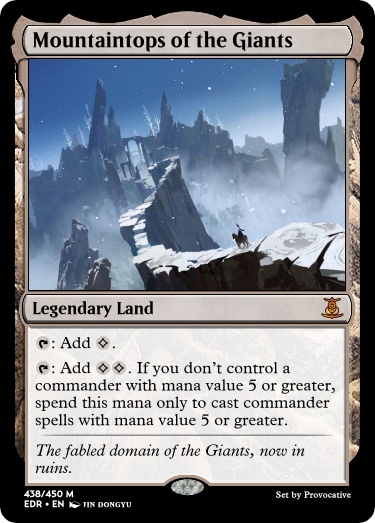 Mountaintops of the Giants
Legendary Land
: Add .
: Add . If you don't control a
commander with mana value 5 or greater,
spend this mana only to cast commander
spells with mana value 5 or greater.
The fabled domain of the Giants, now in
ruins.
438/450 M
EDR • EN JIN DONGYU
Set by Provocative